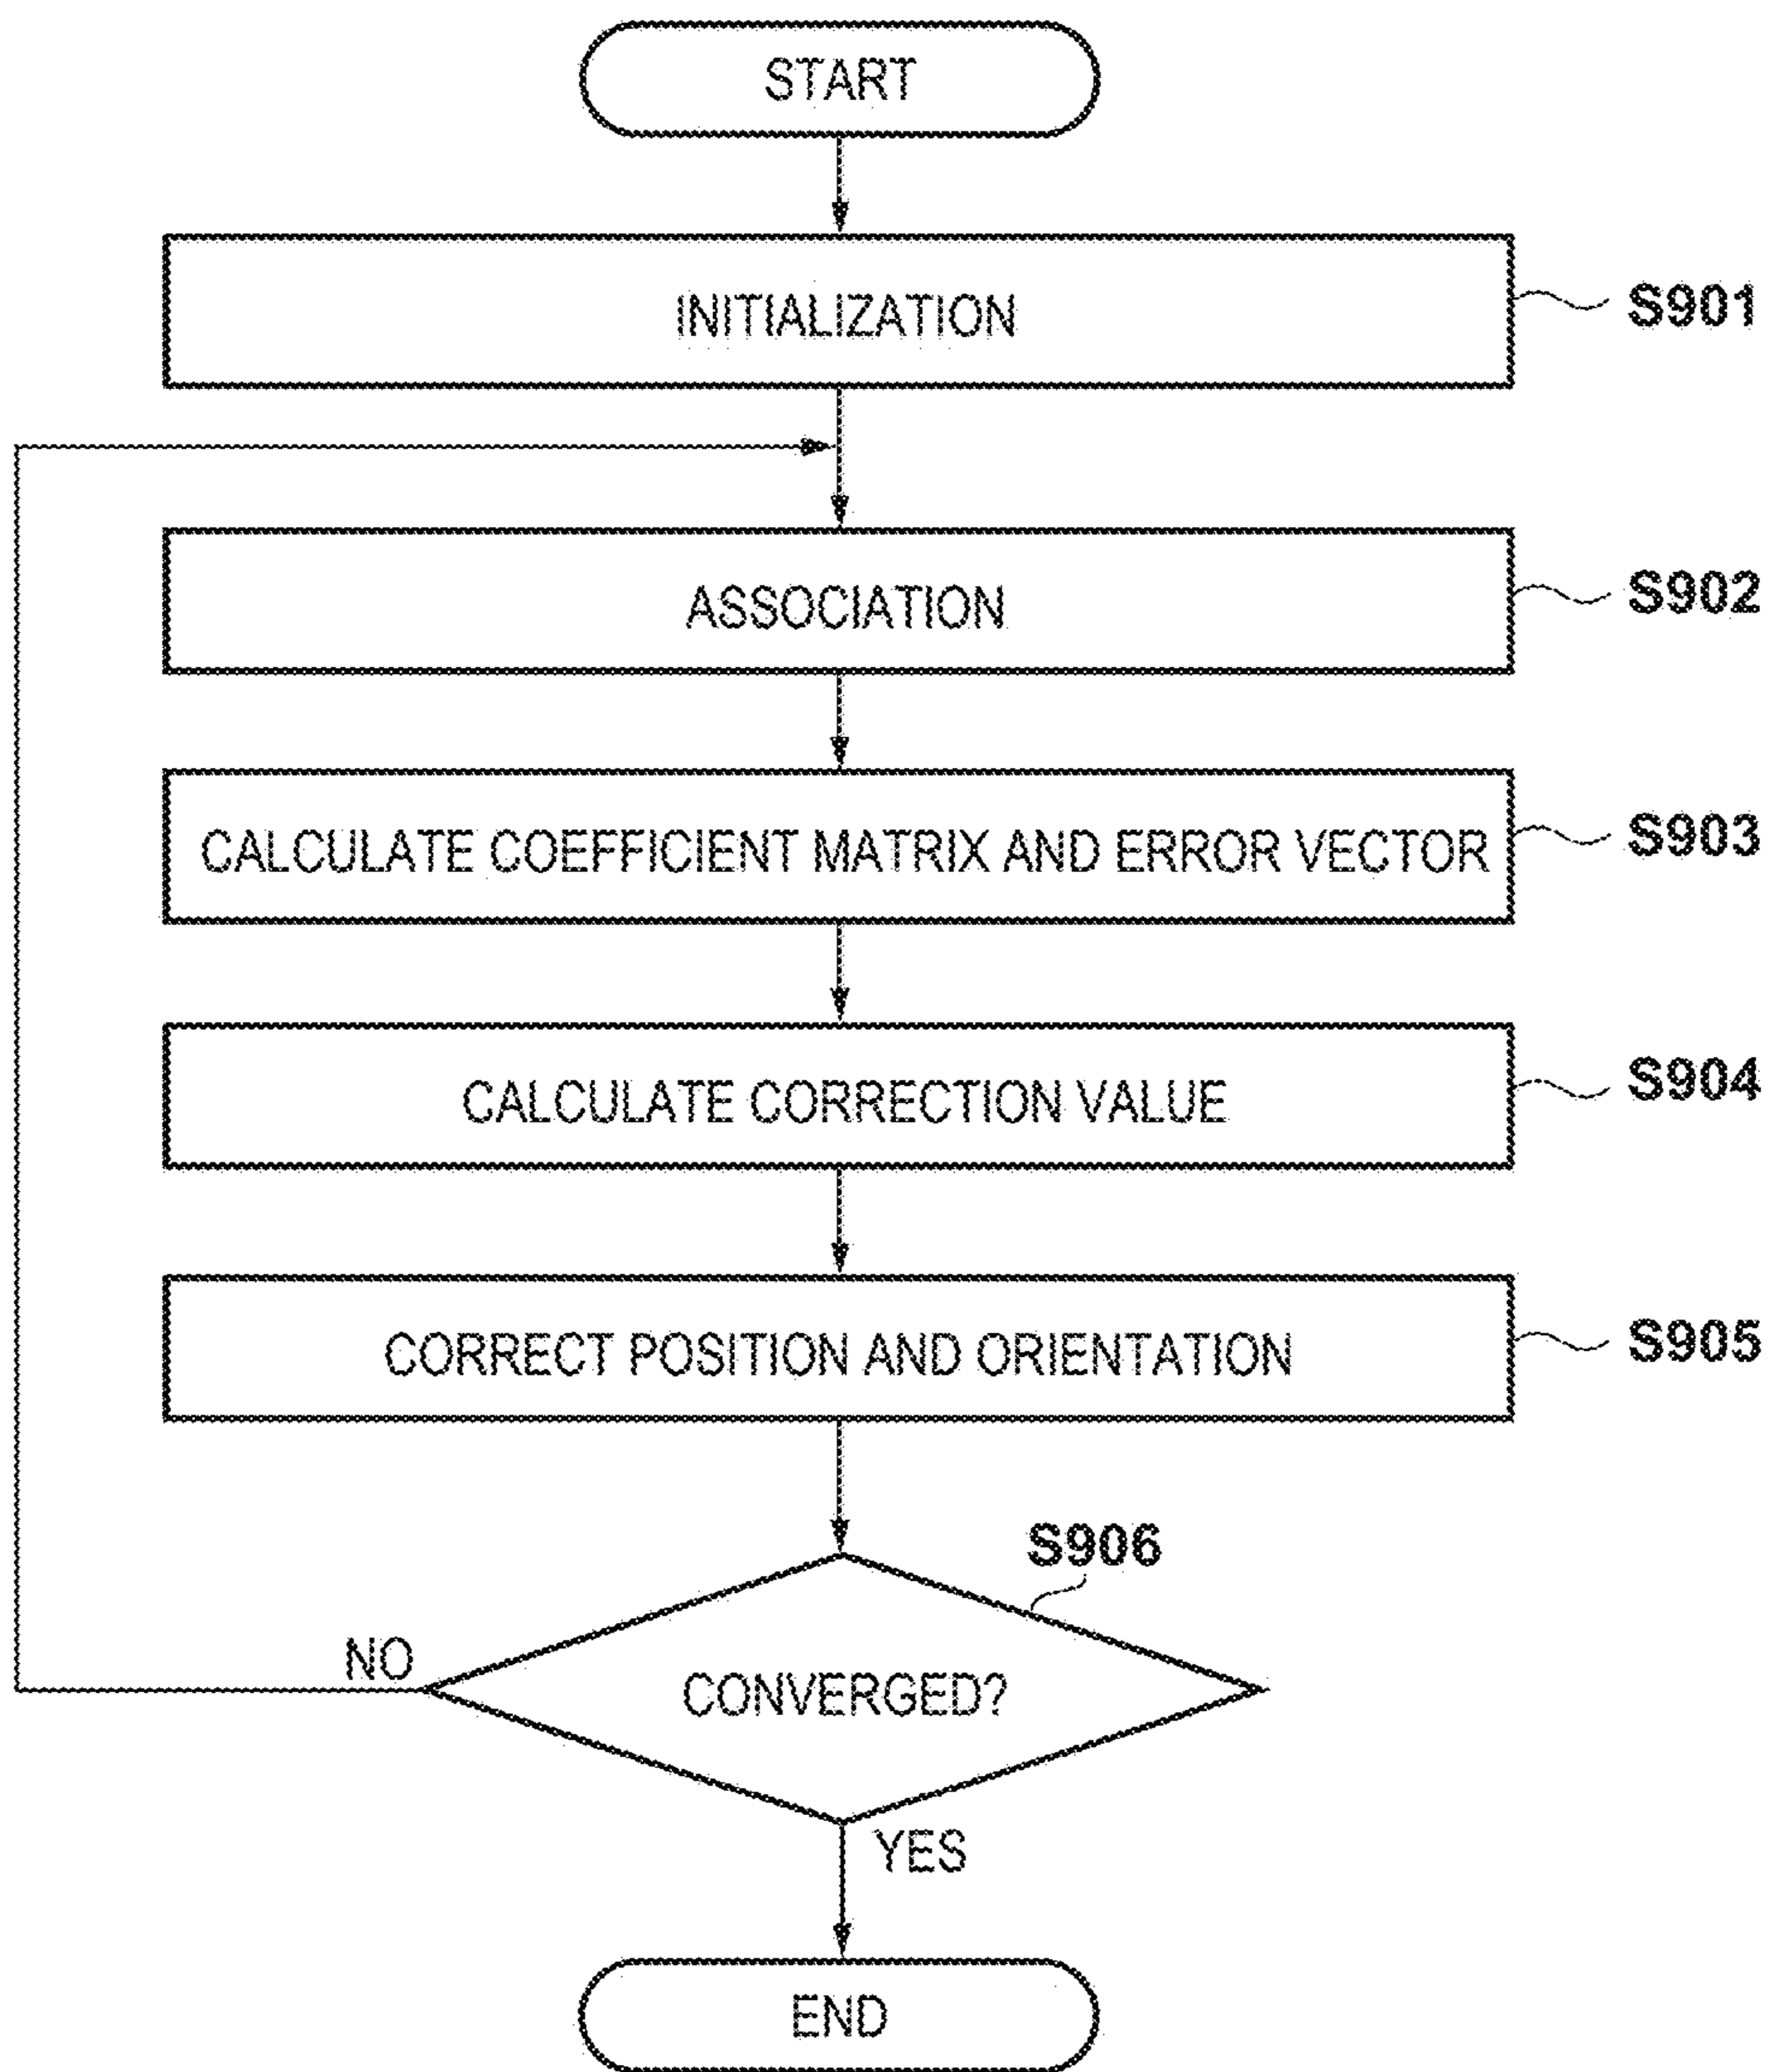 START
INITIALIZATION
S901
ASSOCIATION
S902
CALCULATE COEFFICIENT MATRIX AND ERROR VECTOR
S903
CALCULATE CORRECTION VALUE
S904
CORRECT POSITION AND ORIENTATION
S905
S906
NO
CONVERGED?
YES
END